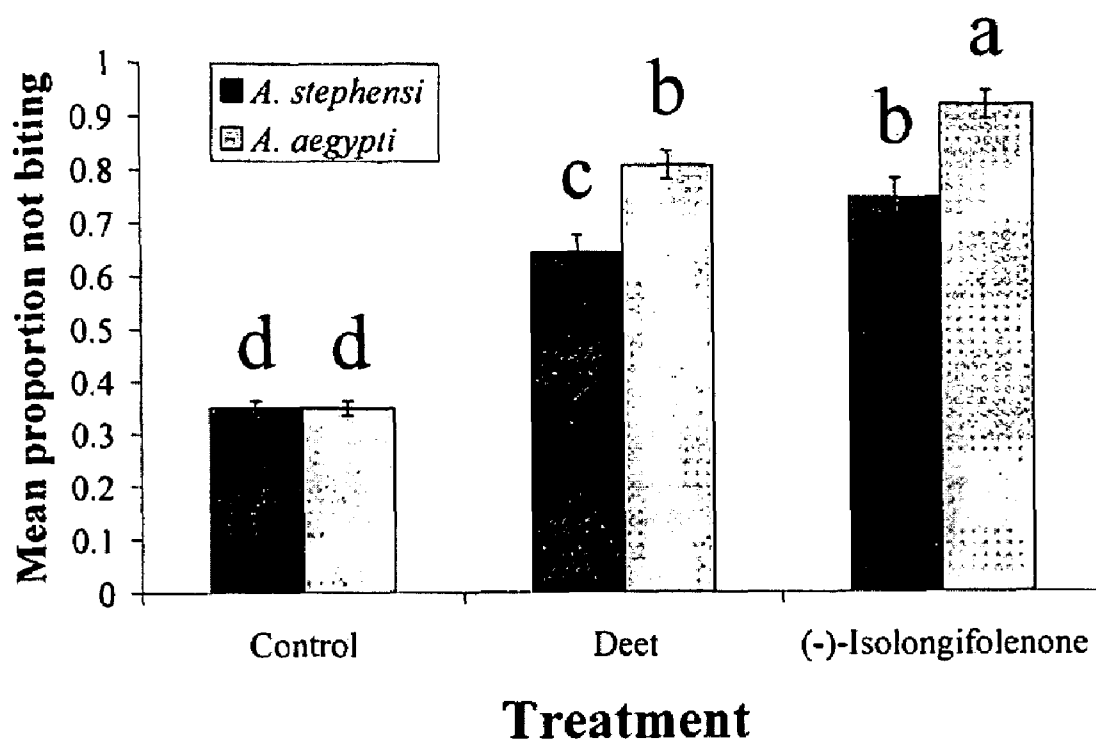 Mean proportion not biting
1
0.9
0.8
0.7
0.6
0.5
0.4
0.3
0.2
0.1
0
A. stephensi
A. aegypti
d d
c b
b a
Control Deet (-)-Isolongifolenone
Treatment